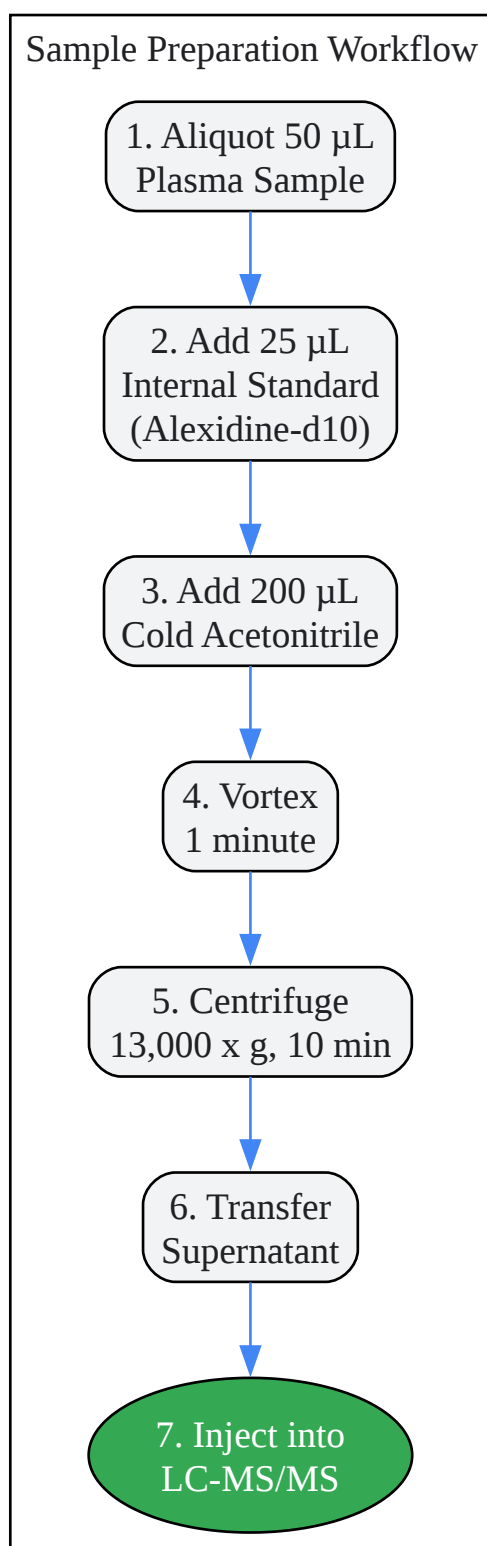 Sample Preparation Workflow
1. Aliquot 50 µL
Plasma Sample
2. Add 25 µL
Internal Standard
(Alexidine-d10)
3. Add 200 µL
Cold Acetonitrile
4. Vortex
1 minute
5. Centrifuge
13,000 x g, 10 min
6. Transfer
Supernatant
7. Inject into
LC-MS/MS